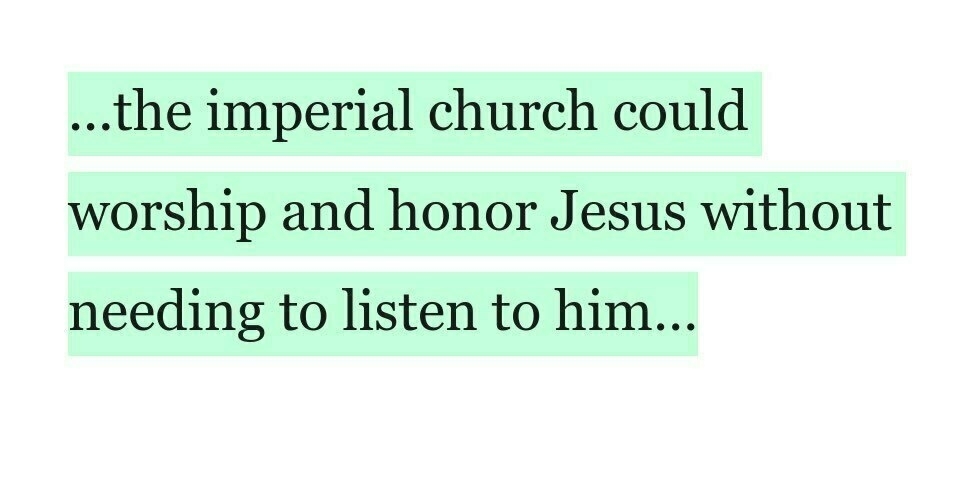 ...the imperial church could
worship and honor Jesus without
needing to listen to him...